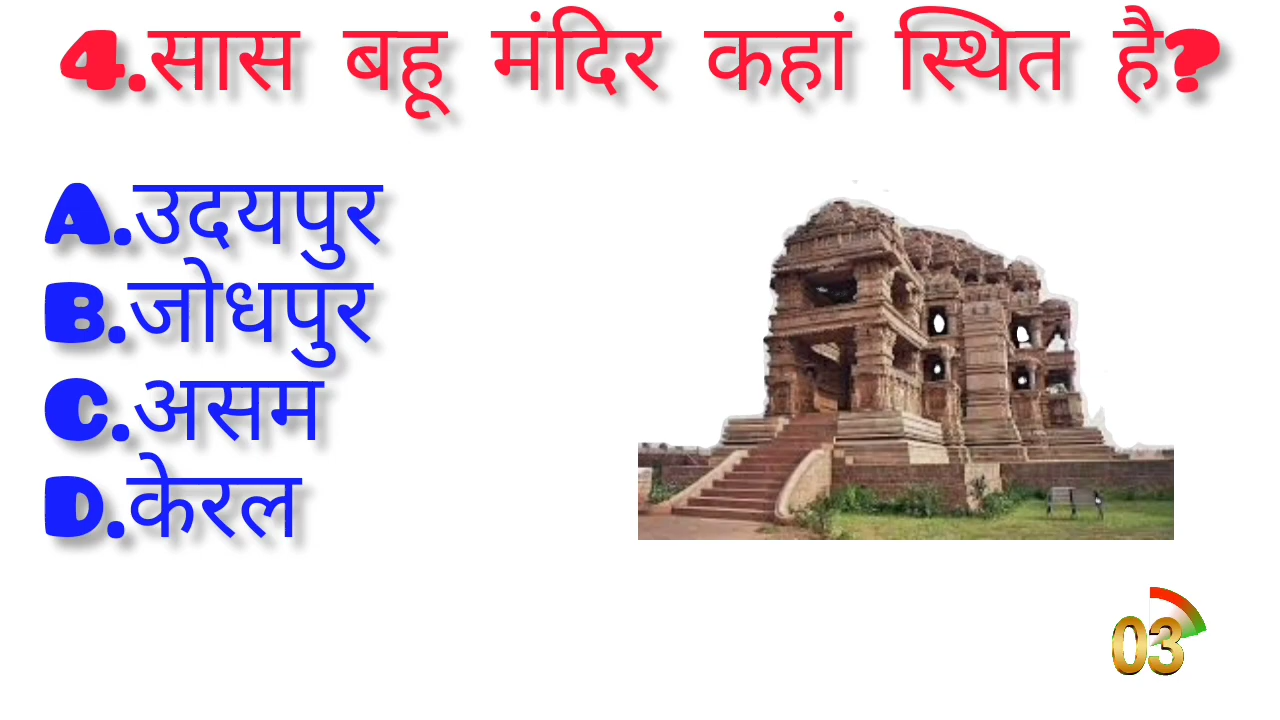 4.सास बहू मंदिर कहां स्थित है?
A.उदयपुर
B.जोधपुर
C.असम
D.केरल
03